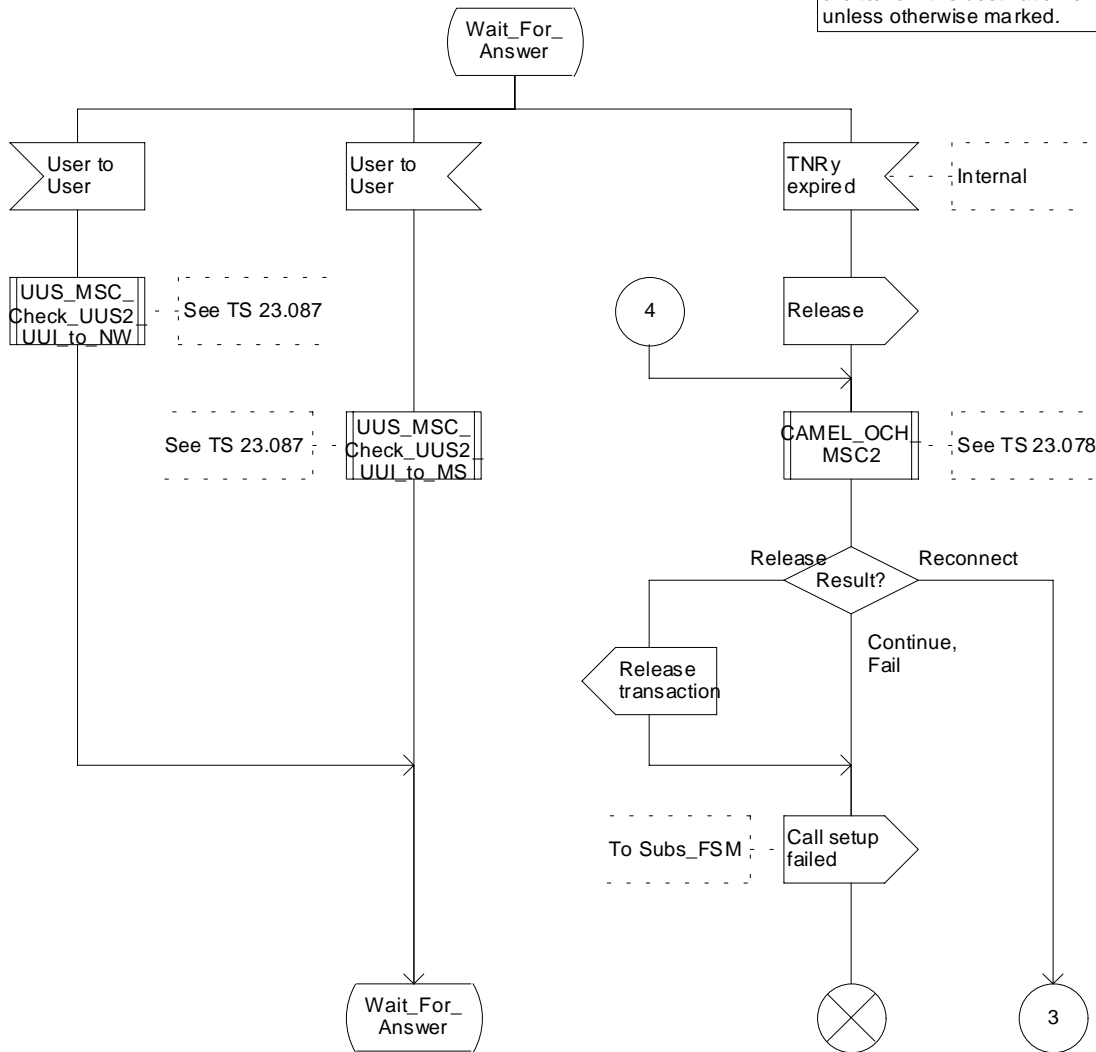 unless otherwise marked.
Wait_For_
Answer
User to
User
User to
User
TNRy
expired
Internal
UUS_MSC_
Check_UUS2_
UUI_to_NW
See TS 23.087
4
Release
See TS 23.087
UUS_MSC_
Check_UUS2_
UUI_to_MS
CAMEL_OCH_
MSC2
See TS 23.078
Release
Result?
Reconnect
Continue,
Fail
Release
transaction
To Subs_FSM
Call setup
failed
Wait_For_
Answer
3